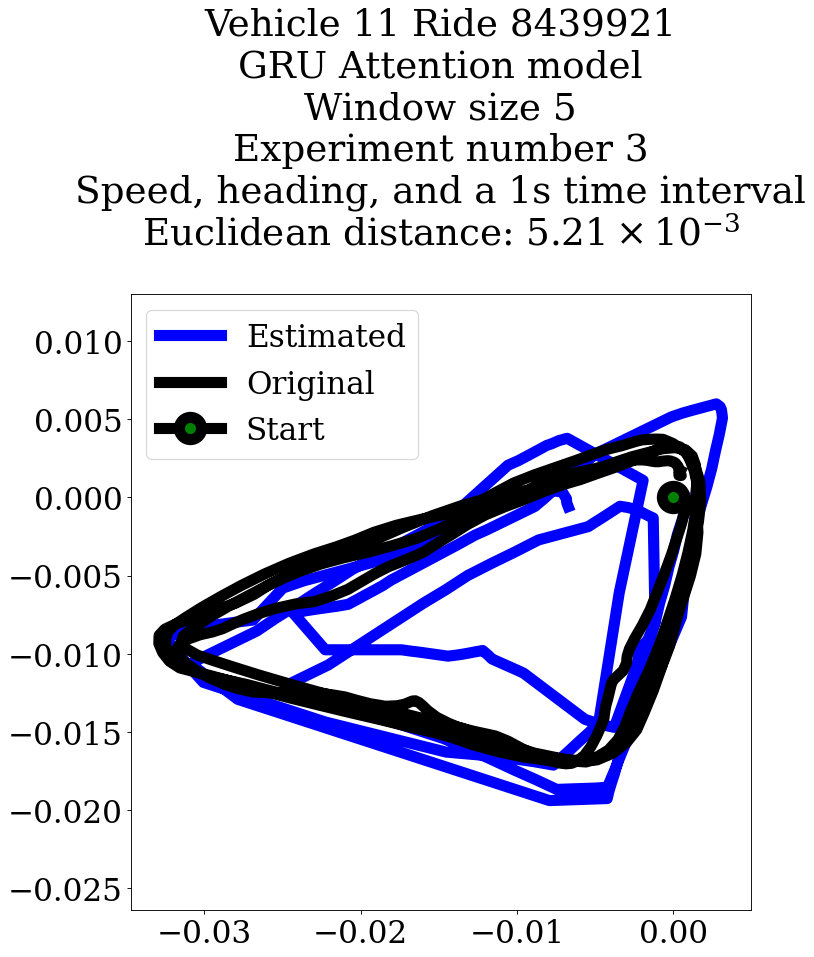 Vehicle 11 Ride 8439921
GRU Attention model
Window size 5
Experiment number 3
Speed, heading, and a 1s time interval
Euclidean distance: 5.21 × 10⁻³
Estimated
Original
Start
0.010
0.005
0.000
−0.005
−0.010
−0.015
−0.020
−0.025
−0.03 −0.02 −0.01 0.00